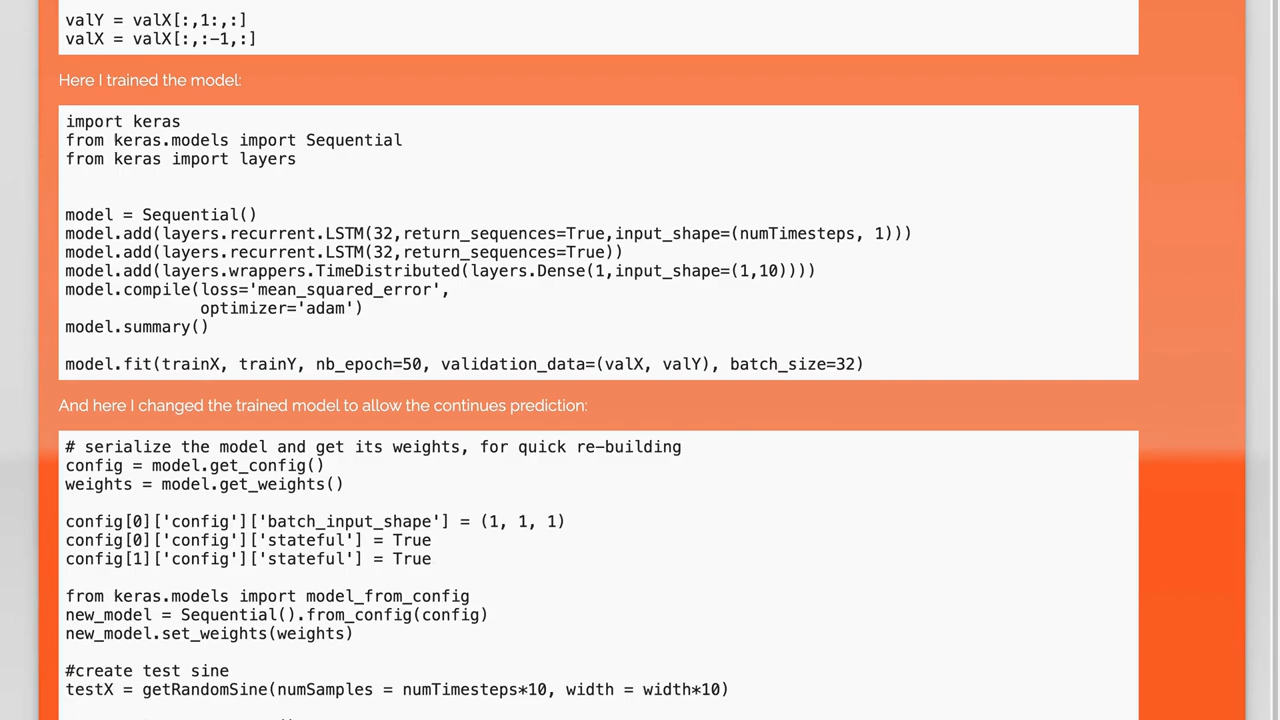 valY = valX[:,1:,:]
valX = valX[:,:-1,:]
Here I trained the model:
import keras
from keras.models import Sequential
from keras import layers
model = Sequential()
model.add(layers.recurrent.LSTM(32,return_sequences=True,input_shape=(numTimesteps, 1)))
model.add(layers.recurrent.LSTM(32,return_sequences=True))
model.add(layers.wrappers.TimeDistributed(layers.Dense(1,input_shape=(1,10))))
model.compile(loss='mean_squared_error',
              optimizer='adam')
model.summary()
model.fit(trainX, trainY, nb_epoch=50, validation_data=(valX, valY), batch_size=32)
And here I changed the trained model to allow the continues prediction:
# serialize the model and get its weights, for quick re-building
config = model.get_config()
weights = model.get_weights()
config[0]['config']['batch_input_shape'] = (1, 1, 1)
config[0]['config']['stateful'] = True
config[1]['config']['stateful'] = True
from keras.models import model_from_config
new_model = Sequential().from_config(config)
new_model.set_weights(weights)
#create test sine
testX = getRandomSine(numSamples = numTimesteps*10, width = width*10)